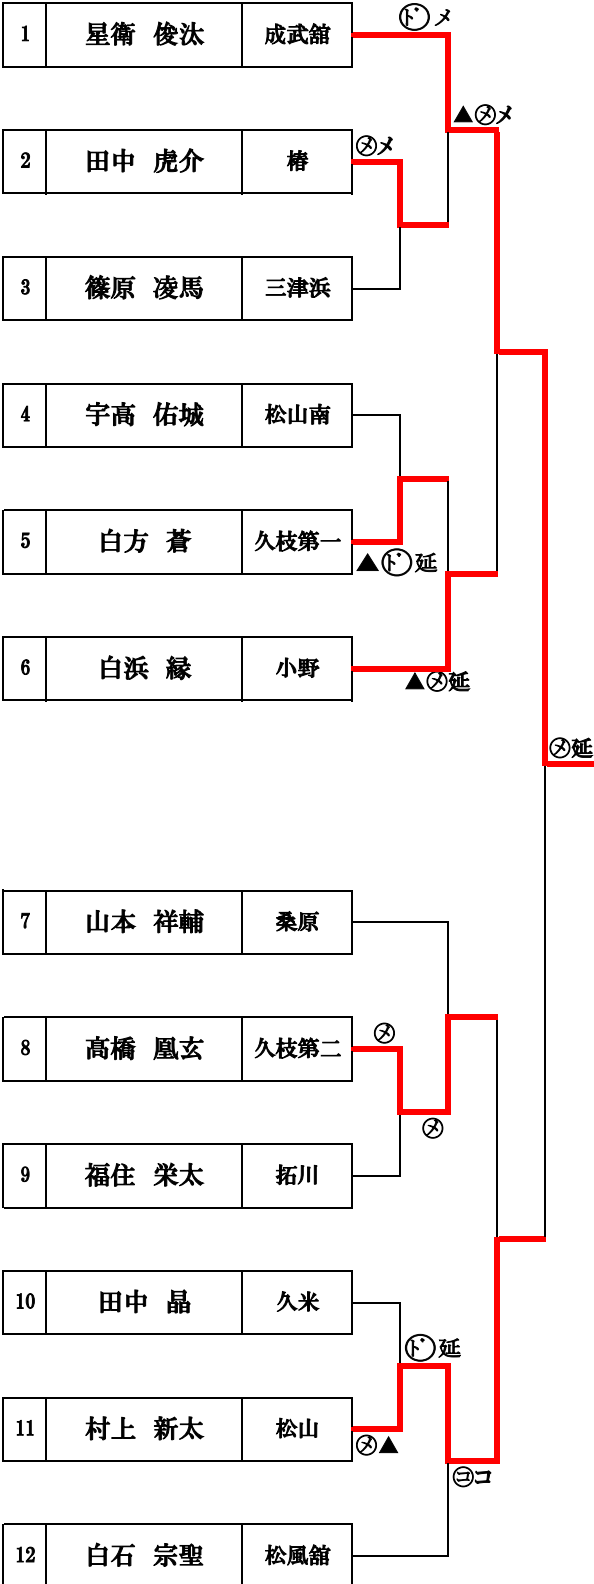 ㋣゙メ
1 星衛 俊汰 成武舘
▲㋱メ
㋱メ
2 田中 虎介 椿
3 篠原 凌馬 三津浜
4 宇高 佑城 松山南
5 白方 蒼 久枝第一
▲㋣゙延
6 白浜 縁 小野
▲㋱延
㋱延
7 山本 祥輔 桑原
㋱
8 髙橋 凰玄 久枝第二
㋱
9 福住 栄太 拓川
10 田中 晶 久米
㋣゙延
11 村上 新太 松山
㋱▲
㋙コ
12 白石 宗聖 松風舘